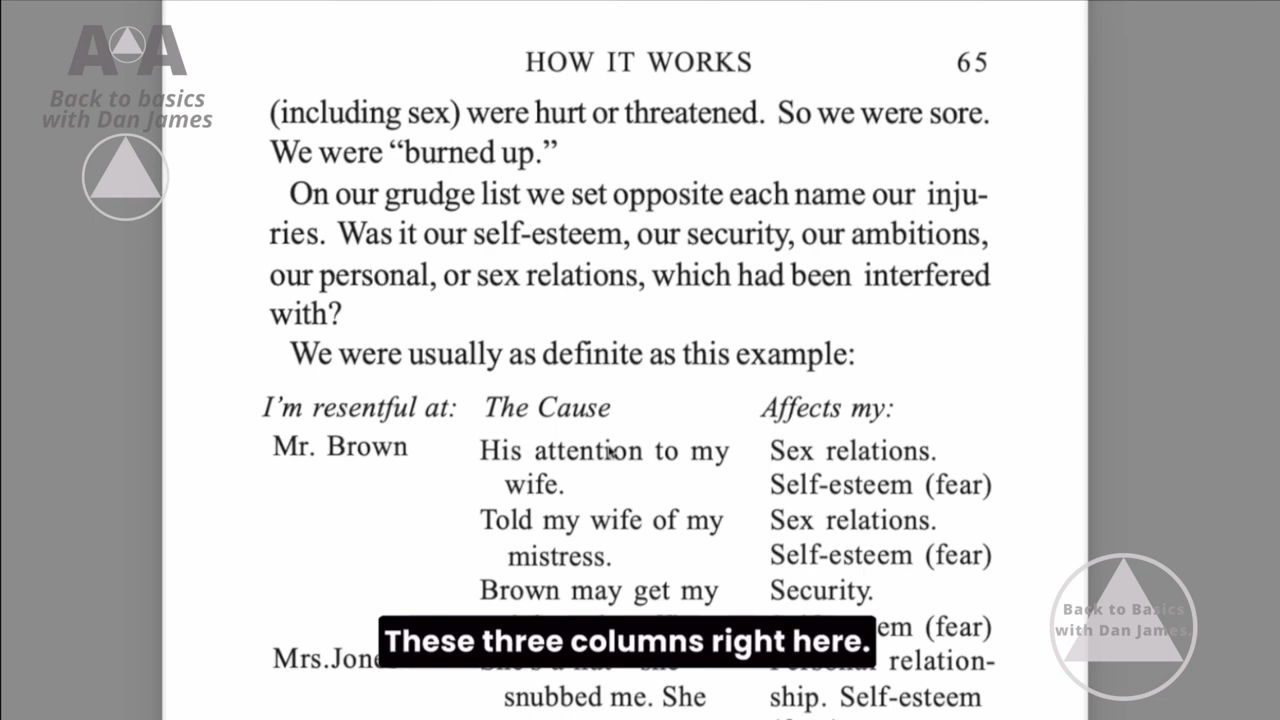 AA
Back to basics
with Dan James
HOW IT WORKS 65
(including sex) were hurt or threatened. So we were sore.
We were “burned up.”
On our grudge list we set opposite each name our inju-
ries. Was it our self-esteem, our security, our ambitions,
our personal, or sex relations, which had been interfered
with?
We were usually as definite as this example:
I’m resentful at: The Cause Affects my:
Mr. Brown His attention to my Sex relations.
wife. Self-esteem (fear)
Told my wife of my Sex relations.
mistress. Self-esteem (fear)
Brown may get my Security.
em (fear)
These three columns right here.
Mrs.Jone relation-
snubbed me. She ship. Self-esteem
Back to Basics
with Dan James